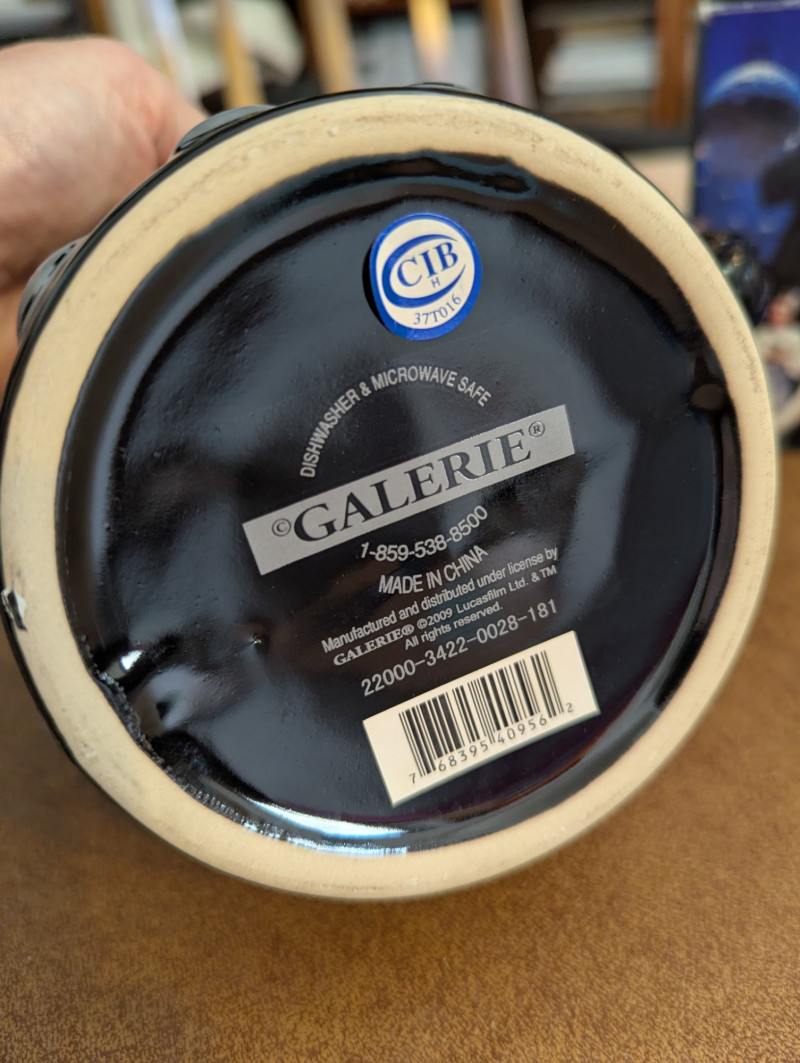 CIB
H
37T016
DISHWASHER & MICROWAVE SAFE
©GALERIE®
1-859-538-8500
MADE IN CHINA
Manufactured and distributed under license by
GALERIE® ©2009 Lucasfilm Ltd. & TM
All rights reserved.
22000-3422-0028-181
7 68395 40956 2